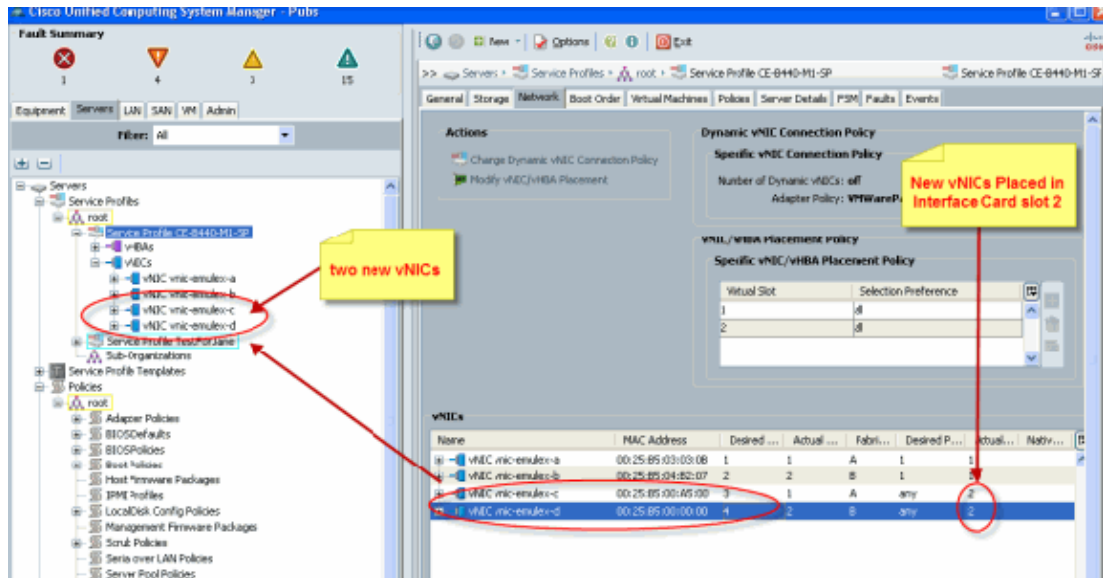 Cisco Unified Computing System Manager - Pubs
Fault Summary
1 4 3 15
New Options Exit
>> Servers Service Profiles root Service Profile CE-B440-M1-SP Service Profile CE-B440-M1-SP
Equipment Servers LAN SAN VM Admin
General Storage Network Boot Order Virtual Machines Policies Server Details FSM Faults Events
Filter: All
Actions
Change Dynamic vNIC Connection Policy
Modify vNIC/vHBA Placement
Dynamic vNIC Connection Policy
Specific vNIC Connection Policy
Number of Dynamic vNICs: off
Adapter Policy:
New vNICs Placed in
Interface Card slot 2
vNIC/vHBA Placement Policy
Specific vNIC/vHBA Placement Policy
Virtual Slot Selection Preference
1 all
2 all
two new vNICs
Servers
Service Profiles
root
Service Profile CE-B440-M1-SP
vHBAs
vNICs
vNIC vnic-emulex-a
vNIC vnic-emulex-b
vNIC vnic-emulex-c
vNIC vnic-emulex-d
Service Profile TestForJane
Sub-Organizations
Service Profile Templates
Policies
root
Adapter Policies
BIOSDefaults
BIOSPolicies
Boot Policies
Host Firmware Packages
IPMI Profiles
LocalDisk Config Policies
Management Firmware Packages
Scrub Policies
Serial over LAN Policies
Server Pool Policies
vNICs
Name MAC Address Desired ... Actual ... Fabri... Desired P... Actual... Nativ...
vNIC vnic-emulex-a 00:25:B5:03:03:0B 1 1 A 1 1
vNIC vnic-emulex-b 00:25:B5:04:B2:07 2 2 B 1
vNIC vnic-emulex-c 00:25:B5:00:A5:00 3 1 A any 2
vNIC vnic-emulex-d 00:25:B5:00:00:00 4 2 B any 2